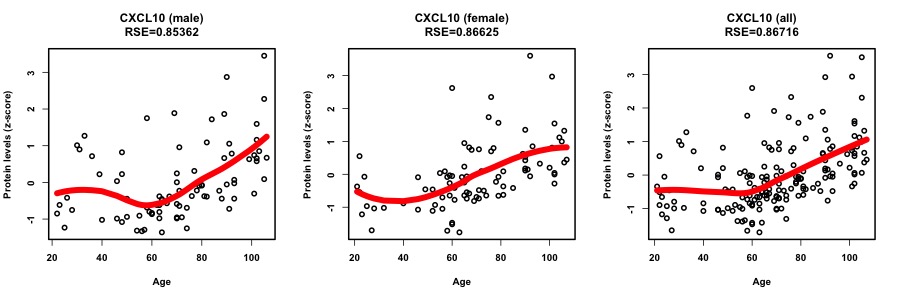 CXCL10 (male)
RSE=0.85362
Protein levels (z-score)
3
2
1
0
-1
20 40 60 80 100
Age
CXCL10 (female)
RSE=0.86625
Protein levels (z-score)
3
2
1
0
-1
20 40 60 80 100
Age
CXCL10 (all)
RSE=0.86716
Protein levels (z-score)
3
2
1
0
-1
20 40 60 80 100
Age